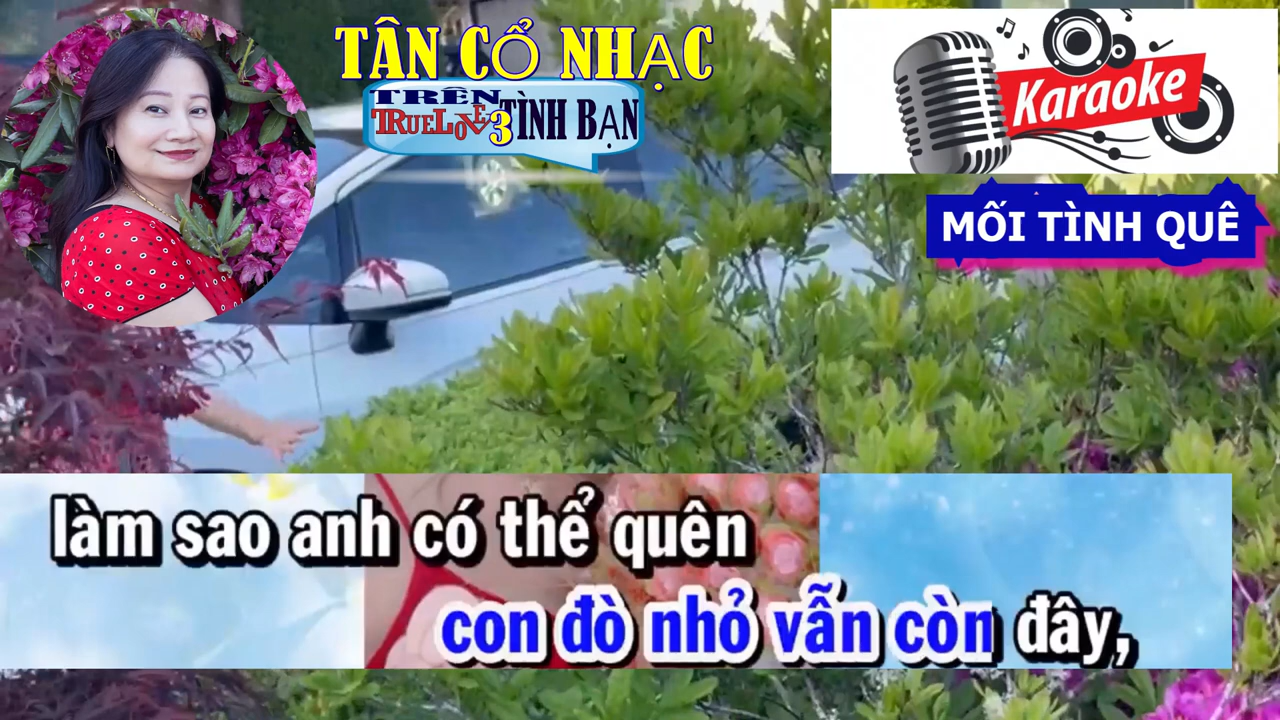 TÂN CỔ NHẠC
TRÊN
TRUELOVE3 TÌNH BẠN
Karaoke
MỐI TÌNH QUÊ
làm sao anh có thể quên
con đò nhỏ vẫn còn đây,